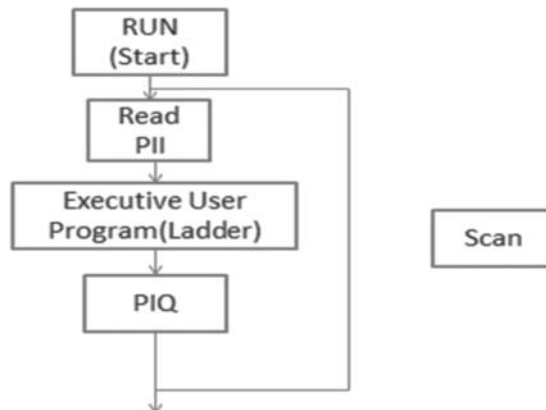 RUN
(Start)
Read
PII
Executive User
Program(Ladder)
PIQ
Scan